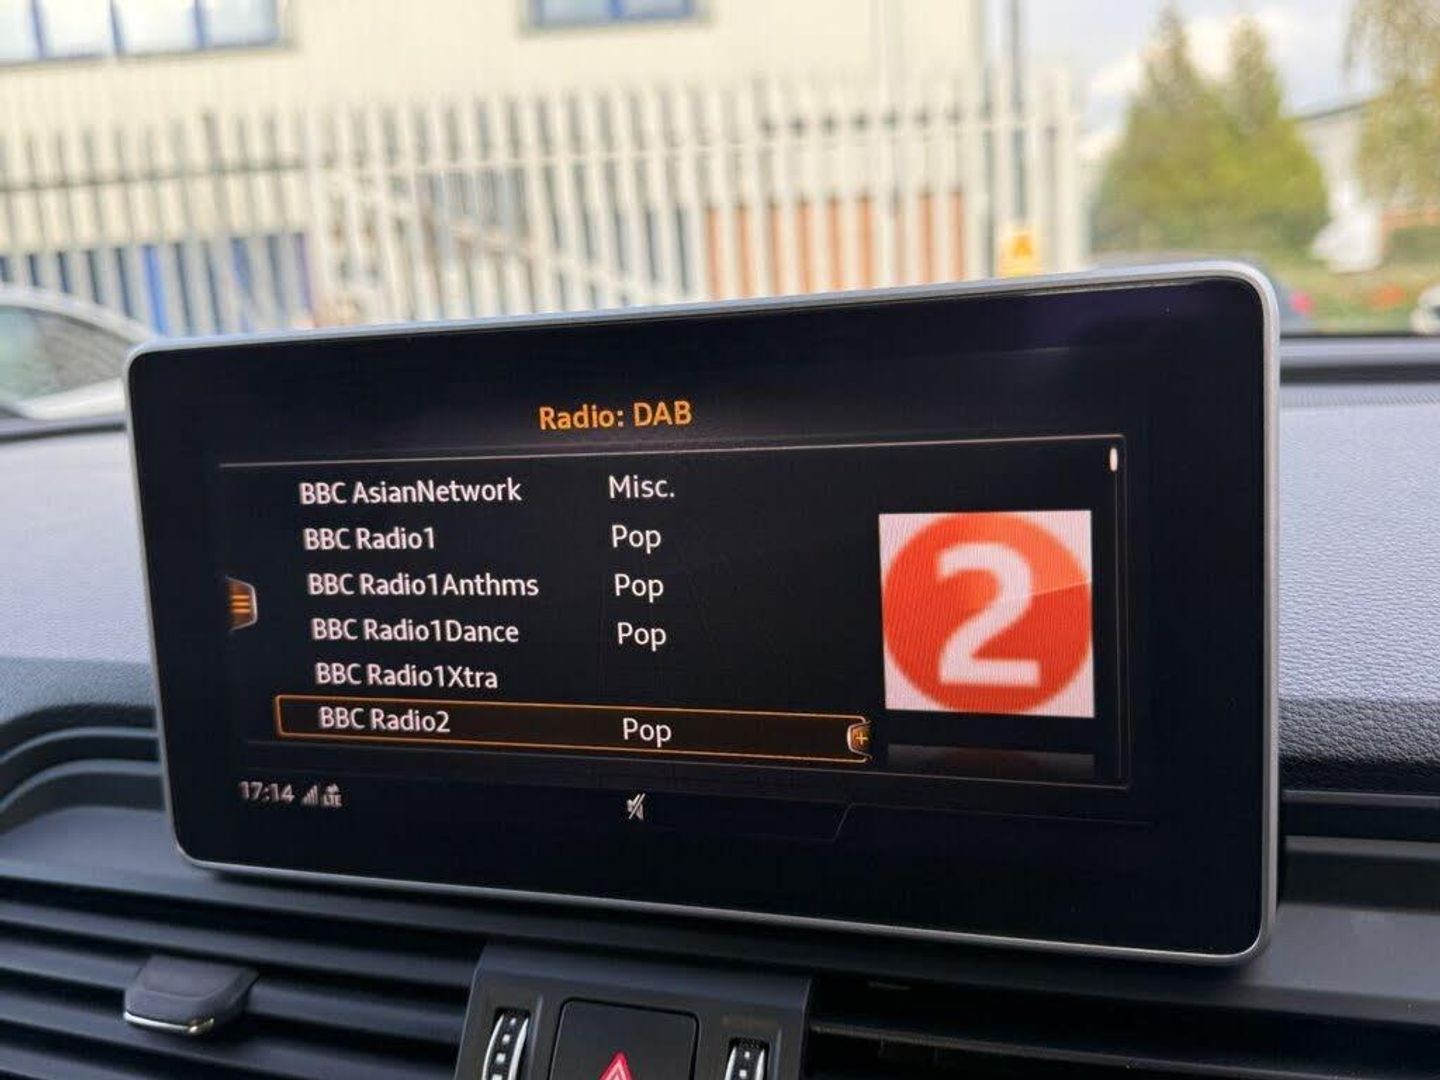 Radio: DAB
BBC AsianNetwork Misc.
BBC Radio1 Pop
BBC Radio1Anthms Pop
BBC Radio1Dance Pop
BBC Radio1Xtra
BBC Radio2 Pop
2
17:14 LTE